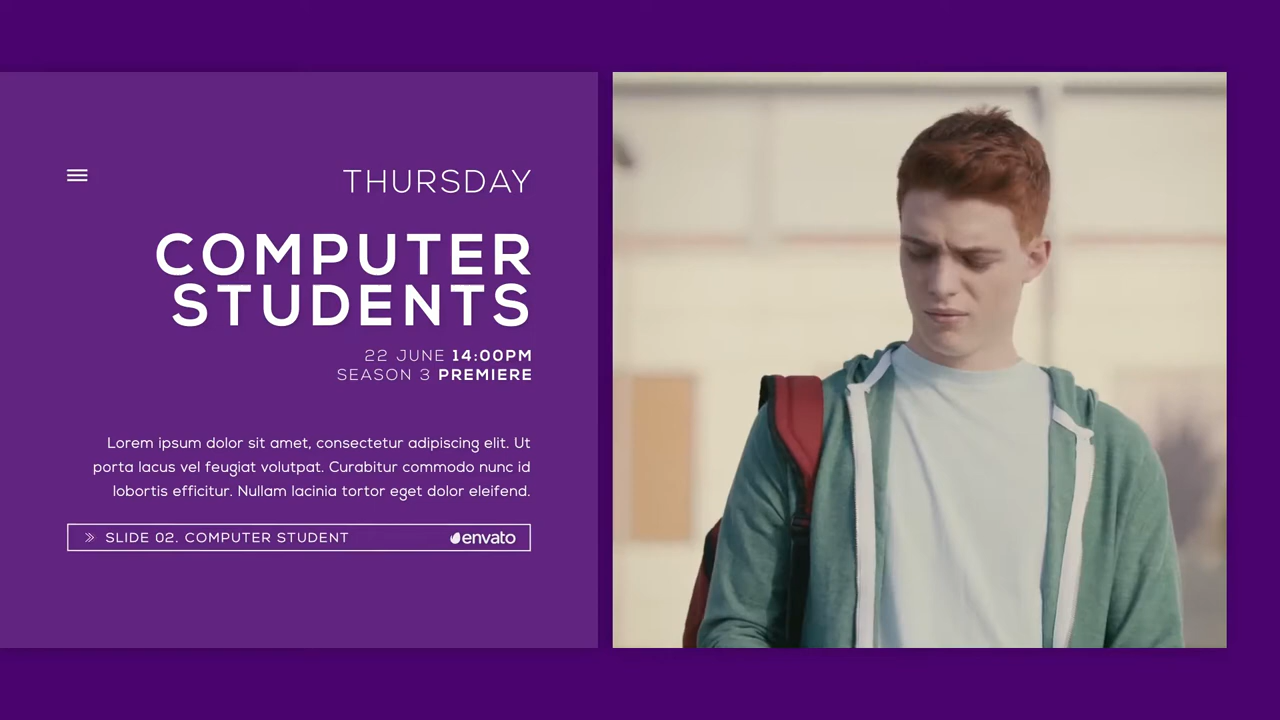 THURSDAY
COMPUTER
STUDENTS
22 JUNE 14:00PM
SEASON 3 PREMIERE
Lorem ipsum dolor sit amet, consectetur adipiscing elit. Ut
porta lacus vel feugiat volutpat. Curabitur commodo nunc id
lobortis efficitur. Nullam lacinia tortor eget dolor eleifend.
SLIDE 02. COMPUTER STUDENT envato